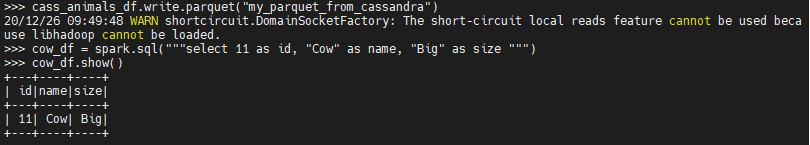 >>> cass_animals_df.write.parquet("my_parquet_from_cassandra")
20/12/26 09:49:48 WARN shortcircuit.DomainSocketFactory: The short-circuit local reads feature cannot be used beca
use libhadoop cannot be loaded.
>>> cow_df = spark.sql("""select 11 as id, "Cow" as name, "Big" as size """)
>>> cow_df.show()
+---+----+----+
| id|name|size|
+---+----+----+
| 11| Cow| Big|
+---+----+----+